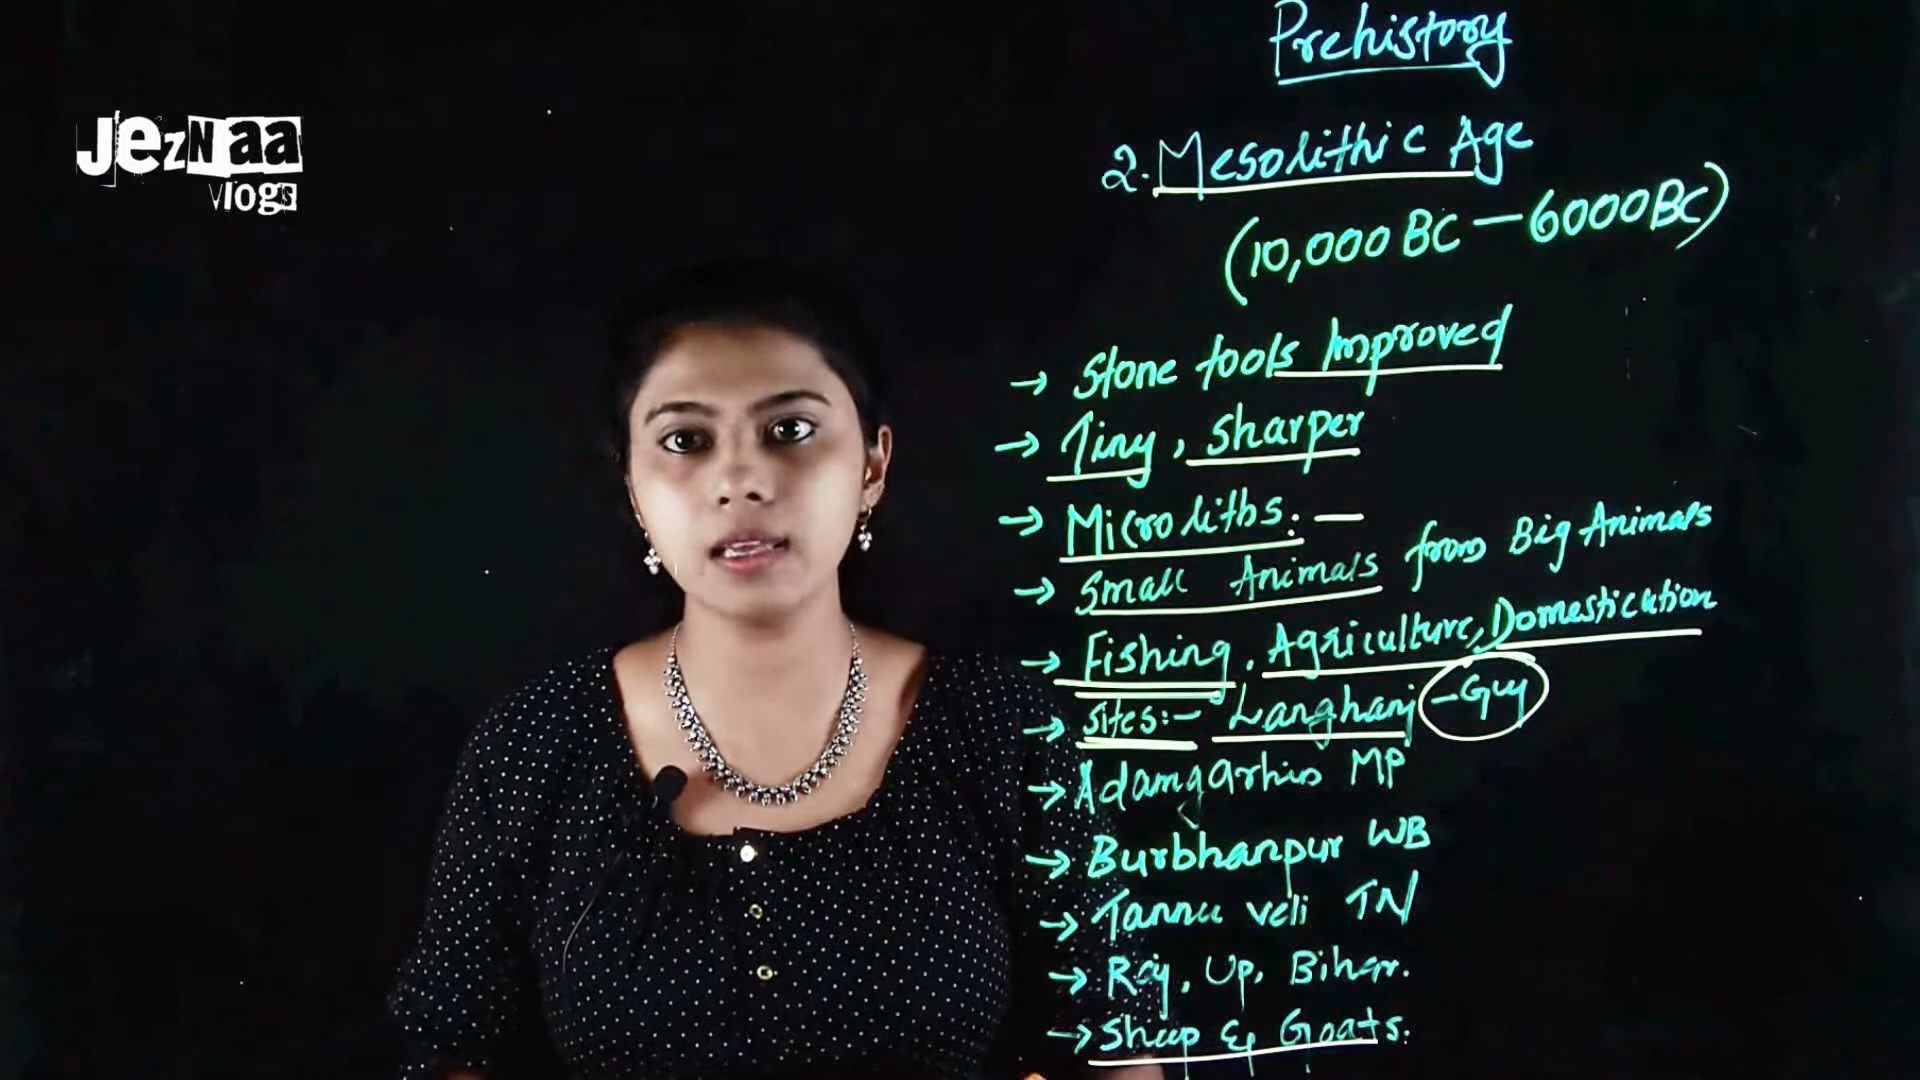 Jeznaa
vlogs
Prehistory
2. Mesolithic Age
(10,000 BC — 6000 BC)
→ Stone tools Improved
→ Tiny, Sharper
→ Microliths: —
→ Small Animals from Big Animals
→ Fishing, Agriculture, Domestication
→ Sites:- Langhanj - Guj
→ Adamgarhin MP
→ Burbhanpur WB
→ Tannu veli TN
→ Raj, Up, Bihar.
→ Sheep & Goats.